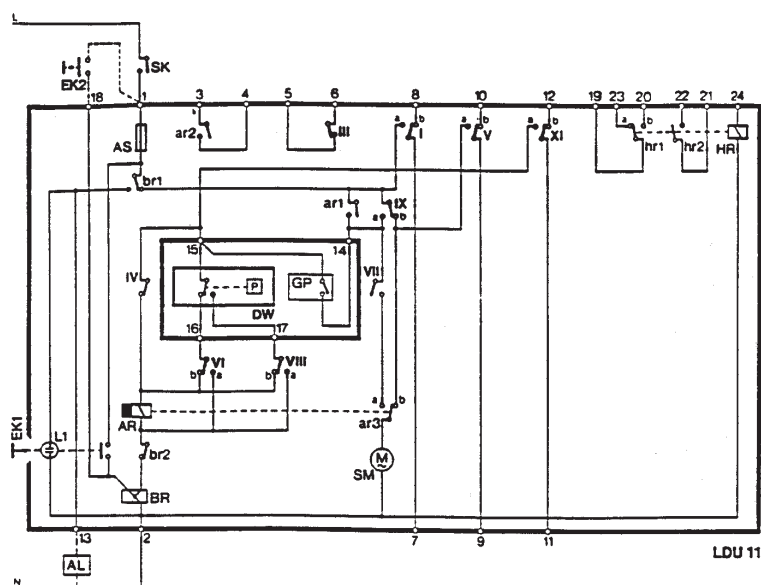 L
SK
EK2
18 1 3 4 5 6 8 10 12 19 23 20 22 21 24
AS
ar2
III
a b I
a b V
a b XI
a b hr1
hr2
HR
br1
ar1
IX
a b
15 14
IV
P
GP
VII
DW
16 17
b VI a
b VIII a
AR
a b
ar3
EK1
L1
br2
M
~
SM
BR
13 2 7 9 11
LDU 11
AL
N